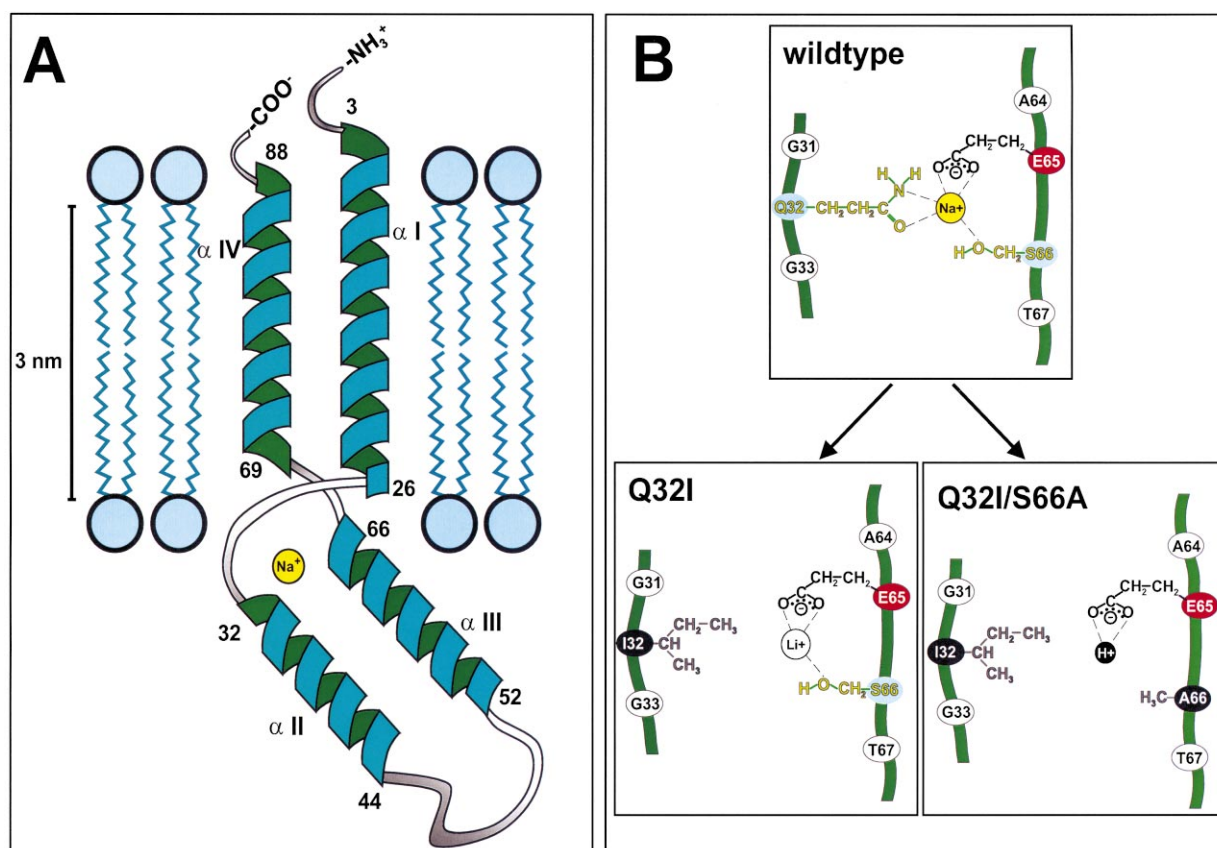 A
-COO⁻
-NH₃⁺
3
88
α IV
α I
3 nm
69
26
66
Na⁺
32
α III
α II
52
44
B
wildtype
A64
G31
CH₂-CH₂
C
O ⊖ O
E65
H H
N
Q32 CH₂CH₂C
Na+
O
H-O-CH₂ S66
G33
T67
Q32I
A64
G31
CH₂-CH₂
C
O ⊖ O
E65
CH₂-CH₃
I32 CH
Li+
CH₃
H-O-CH₂ S66
G33
T67
Q32I/S66A
A64
G31
CH₂-CH₂
C
O ⊖ O
E65
CH₂-CH₃
I32 CH
H+
CH₃
H₃C A66
G33
T67